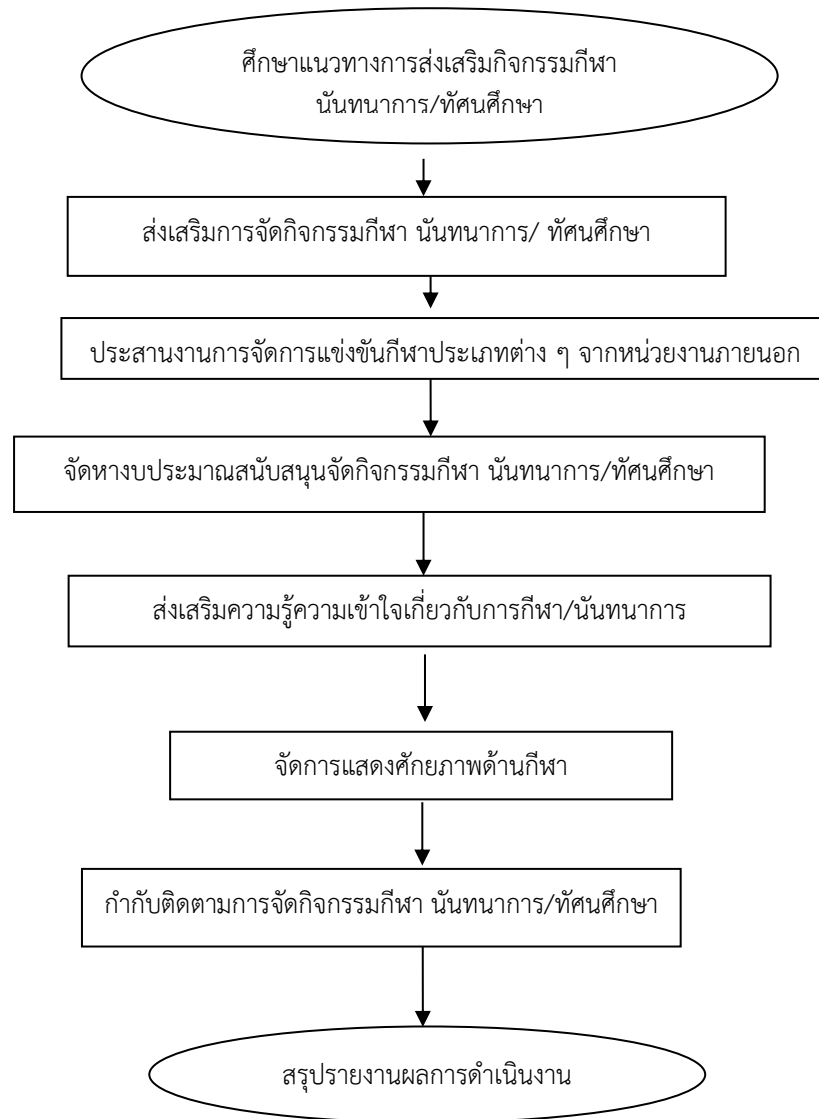 ศึกษาแนวทางการส่งเสริมกิจกรรมกีฬา
นันทนาการ/ทัศนศึกษา
ส่งเสริมการจัดกิจกรรมกีฬา นันทนาการ/ ทัศนศึกษา
ประสานงานการจัดการแข่งขันกีฬาประเภทต่าง ๆ จากหน่วยงานภายนอก
จัดหางบประมาณสนับสนุนจัดกิจกรรมกีฬา นันทนาการ/ทัศนศึกษา
ส่งเสริมความรู้ความเข้าใจเกี่ยวกับการกีฬา/นันทนาการ
จัดการแสดงศักยภาพด้านกีฬา
กำกับติดตามการจัดกิจกรรมกีฬา นันทนาการ/ทัศนศึกษา
สรุปรายงานผลการดำเนินงาน